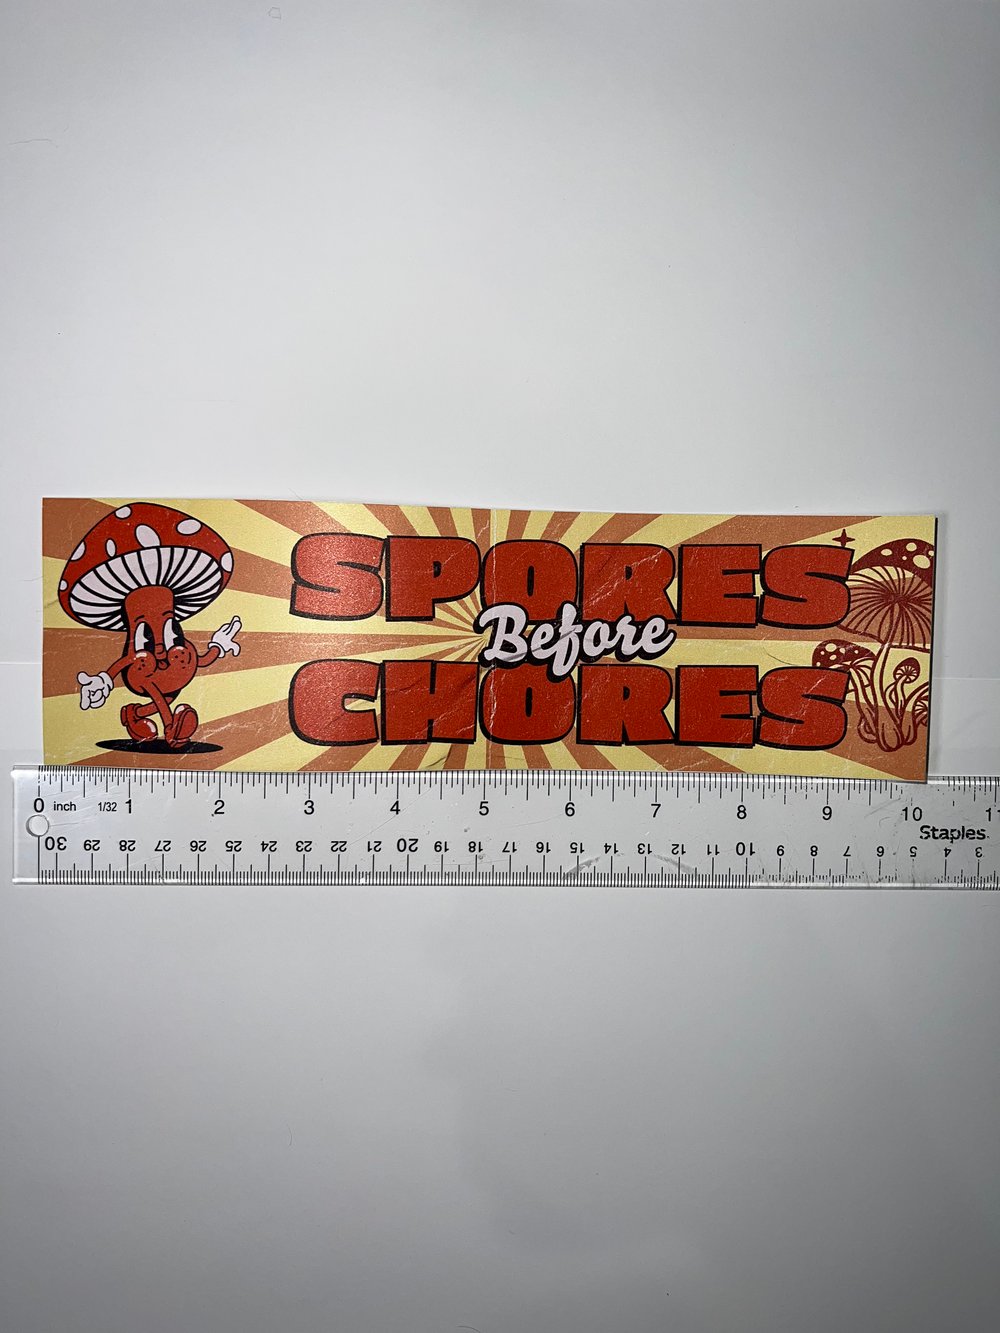 SPORES
Before
CHORES
0 inch 1/32 1 2 3 4 5 6 7 8 9 10
Staples
30 29 28 27 26 25 24 23 22 21 20 19 18 17 16 15 14 13 12 11 10 9 8 7 6 5 4 3